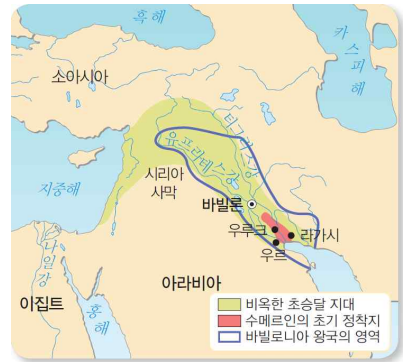 흑해
카스피해
소아시아
티그리스강
유프라테스강
지중해
시리아
사막
바빌론
우루크
라가시
우르
나일강
아라비아
이집트
홍해
비옥한 초승달 지대
수메르인의 초기 정착지
바빌로니아 왕국의 영역